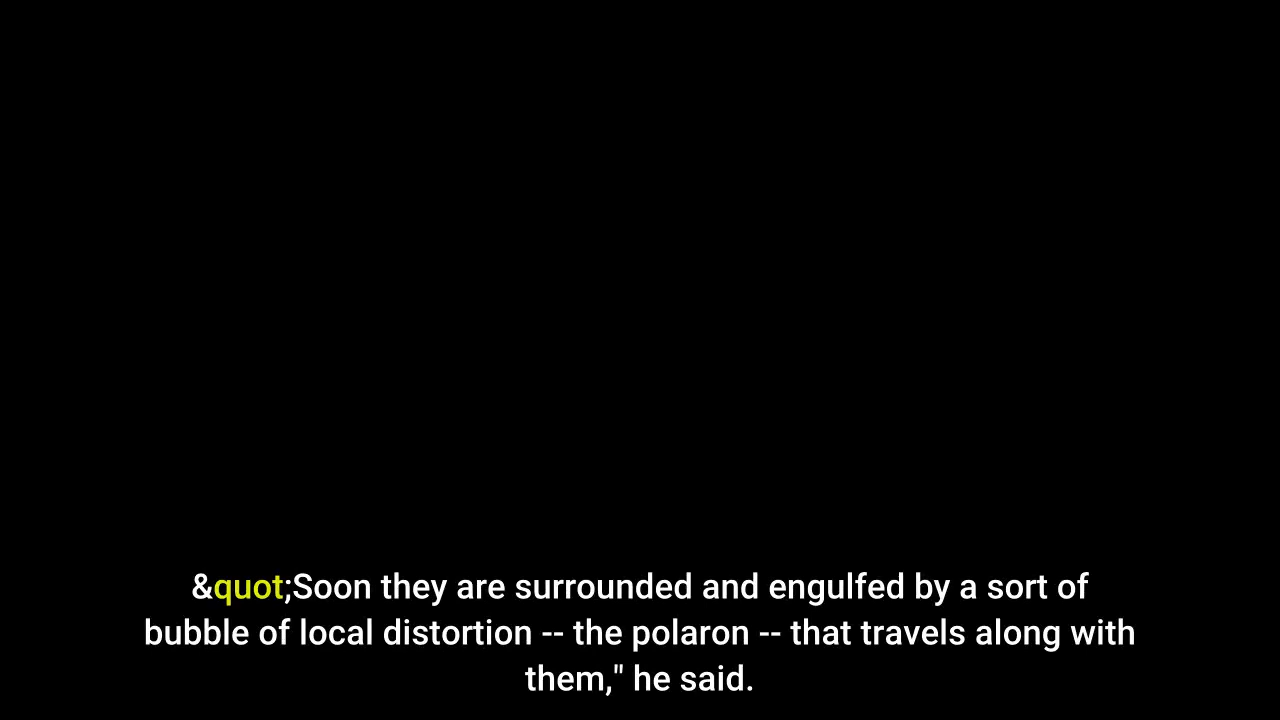 &quot;Soon they are surrounded and engulfed by a sort of
bubble of local distortion -- the polaron -- that travels along with
them," he said.